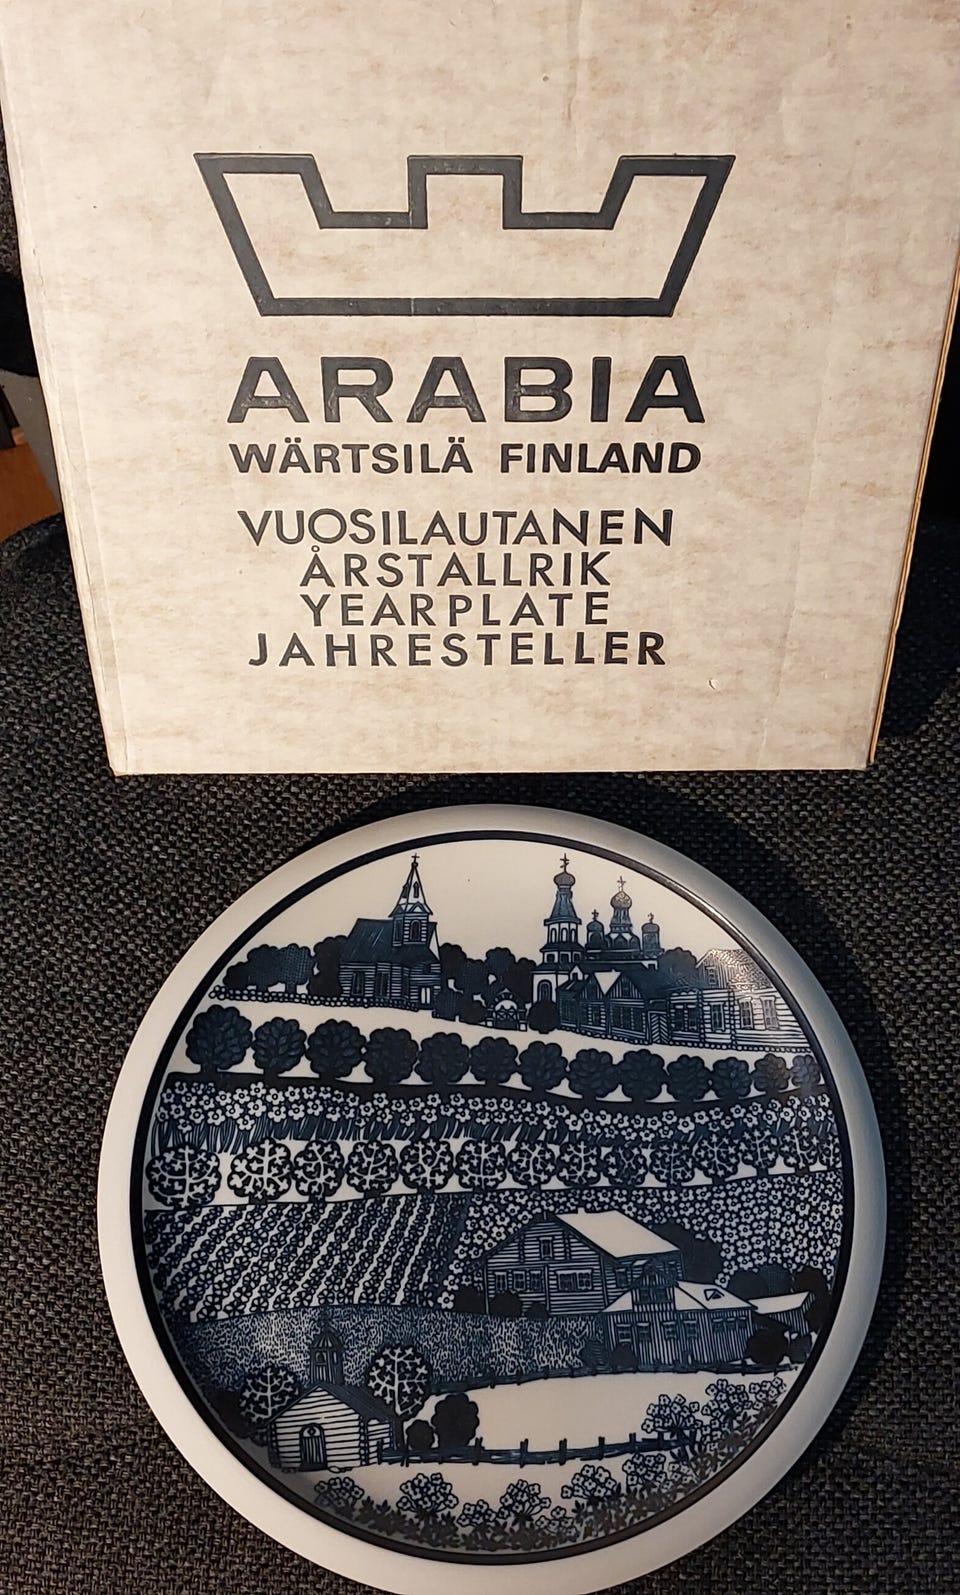 ARABIA
WÄRTSILÄ FINLAND
VUOSILAUTANEN
ÅRSTALLRIK
YEARPLATE
JAHRESTELLER